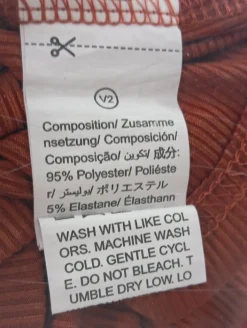 V2
Composition/ Zusamme
nsetzung/ Composición/
Composição/ تكوين/ 成分:
95% Polyester/ Poliéste
r/ بوليستر/ ポリエステル
5% Elastane/ Élasthann
WASH WITH LIKE COL
ORS. MACHINE WASH
COLD. GENTLE CYCL
E. DO NOT BLEACH. T
UMBLE DRY LOW. LO